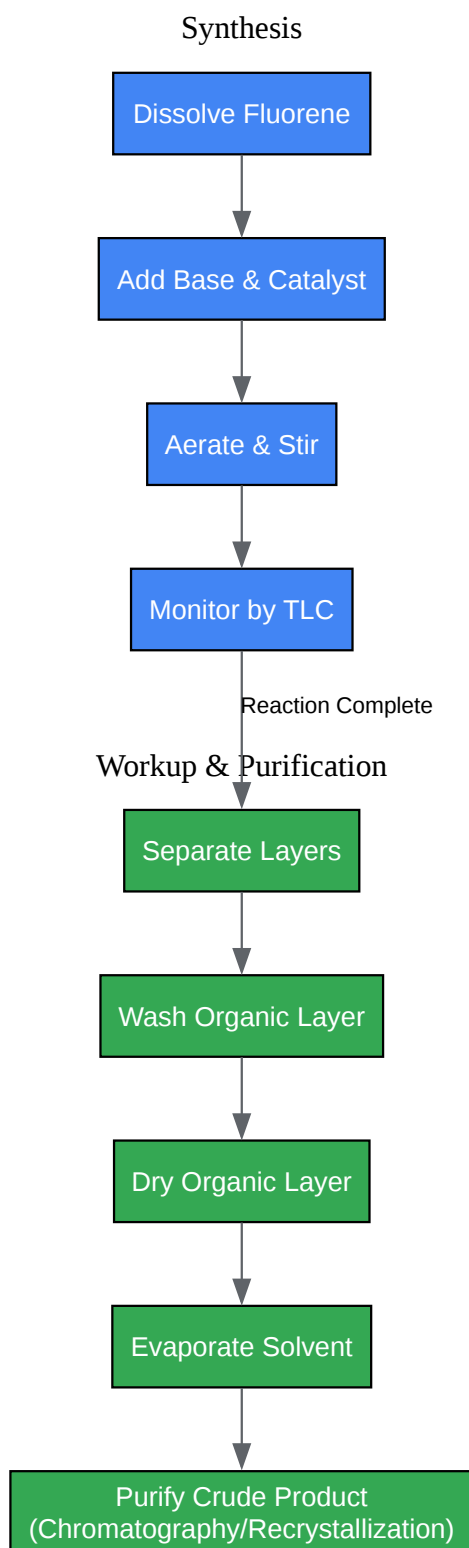 Synthesis
Dissolve Fluorene
Add Base & Catalyst
Aerate & Stir
Monitor by TLC
Reaction Complete
Workup & Purification
Separate Layers
Wash Organic Layer
Dry Organic Layer
Evaporate Solvent
Purify Crude Product
(Chromatography/Recrystallization)